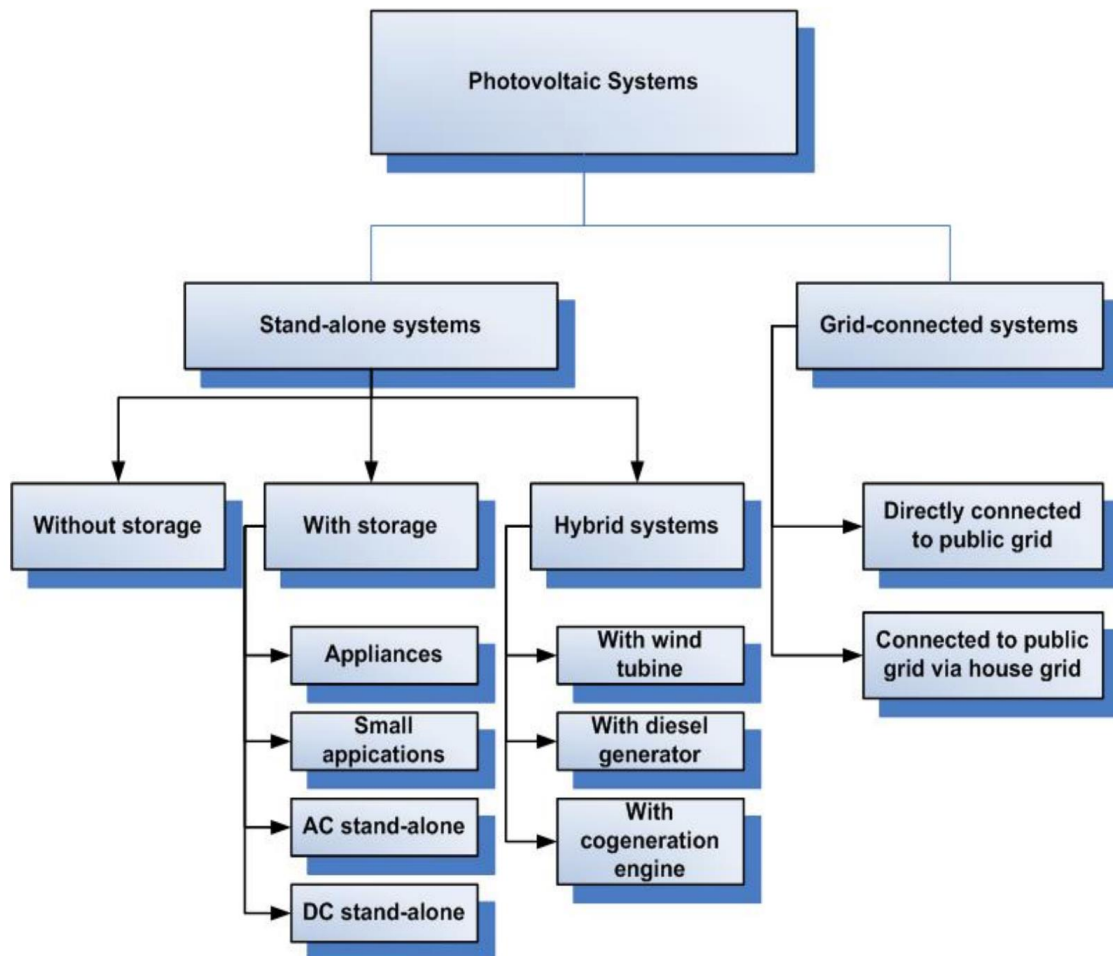 Photovoltaic Systems
Stand-alone systems
Grid-connected systems
Without storage
With storage
Hybrid systems
Directly connected
to public grid
Appliances
With wind
tubine
Connected to public
grid via house grid
Small
appications
With diesel
generator
AC stand-alone
With
cogeneration
engine
DC stand-alone